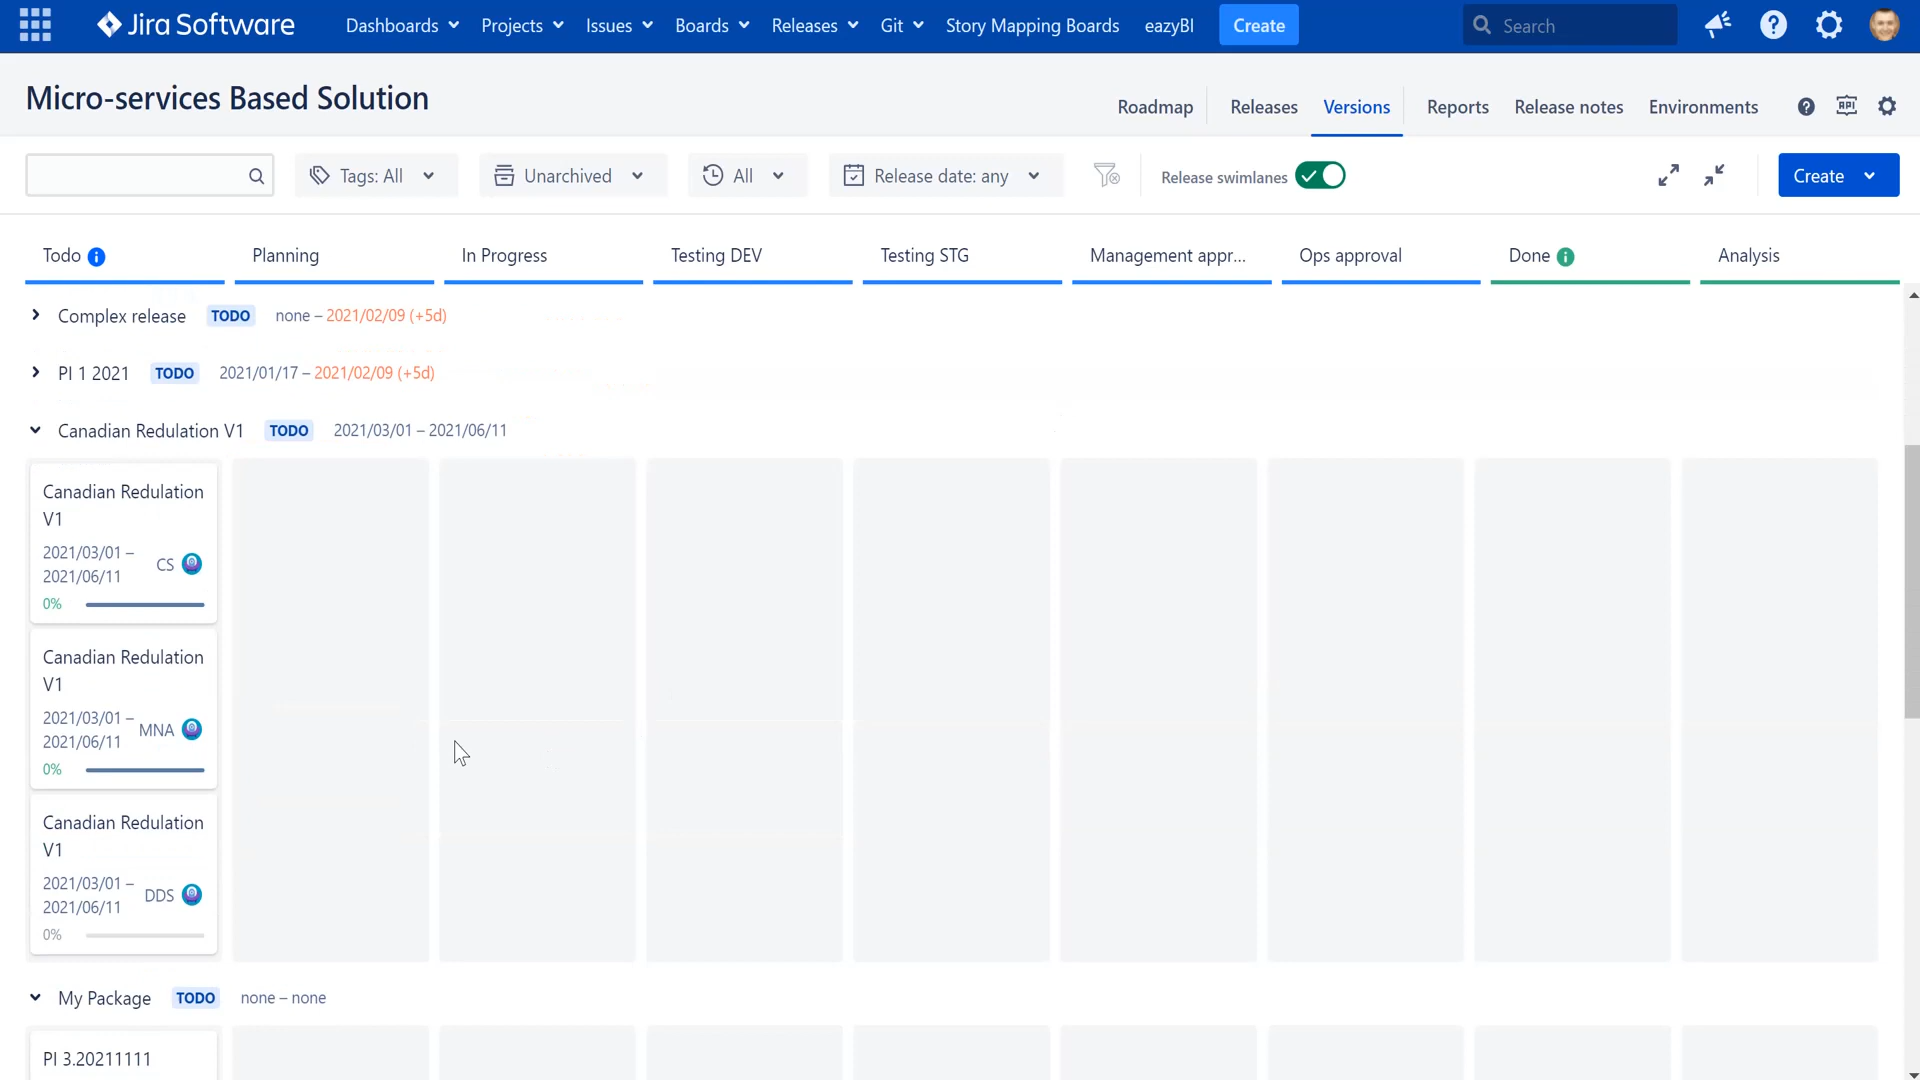 Jira Software Dashboards Projects Issues Boards Releases Git Story Mapping Boards eazyBI Create Search
Micro-services Based Solution
Roadmap Releases Versions Reports Release notes Environments
Tags: All Unarchived All Release date: any Release swimlanes Create
Todo Planning In Progress Testing DEV Testing STG Management appr... Ops approval Done Analysis
Complex release TODO none – 2021/02/09 (+5d)
PI 1 2021 TODO 2021/01/17 – 2021/02/09 (+5d)
Canadian Redulation V1 TODO 2021/03/01 – 2021/06/11
Canadian Redulation
V1
2021/03/01 –
2021/06/11 CS
0%
Canadian Redulation
V1
2021/03/01 –
2021/06/11 MNA
0%
Canadian Redulation
V1
2021/03/01 –
2021/06/11 DDS
0%
My Package TODO none – none
PI 3.20211111